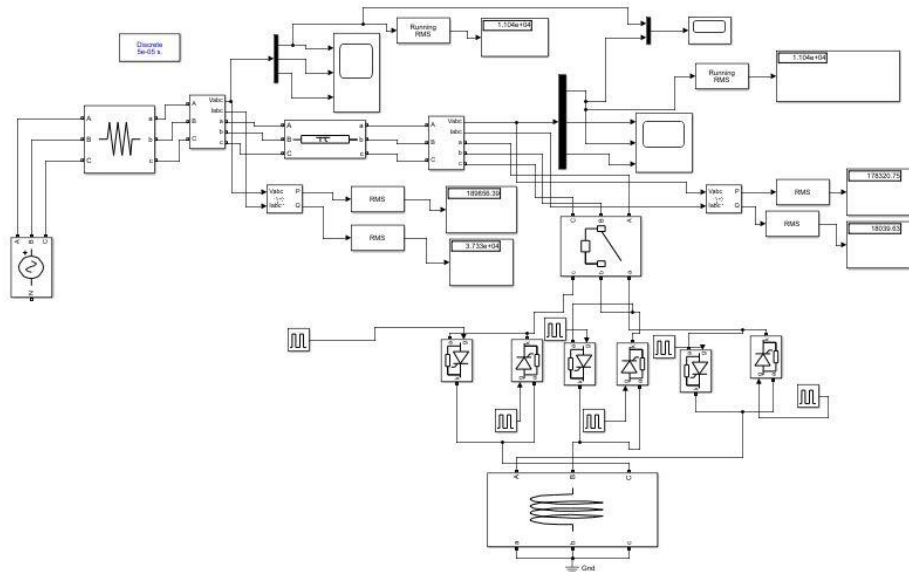 Discrete
5e-05 s.
Running
RMS
1.104e+04
Running
RMS
1.104e+04
A
B
C
a
b
c
A
B
C
Vabc
Iabc
a
b
c
A
B
C
a
b
c
A
B
C
Vabc
Iabc
a
b
c
Vabc
Iabc
P
Q
RMS
189656.39
RMS
3.733e+04
Vabc
Iabc
P
Q
RMS
178320.75
RMS
18039.63
A
B
C
N
C
B
A
c
b
a
A
B
C
a
b
c
Gnd